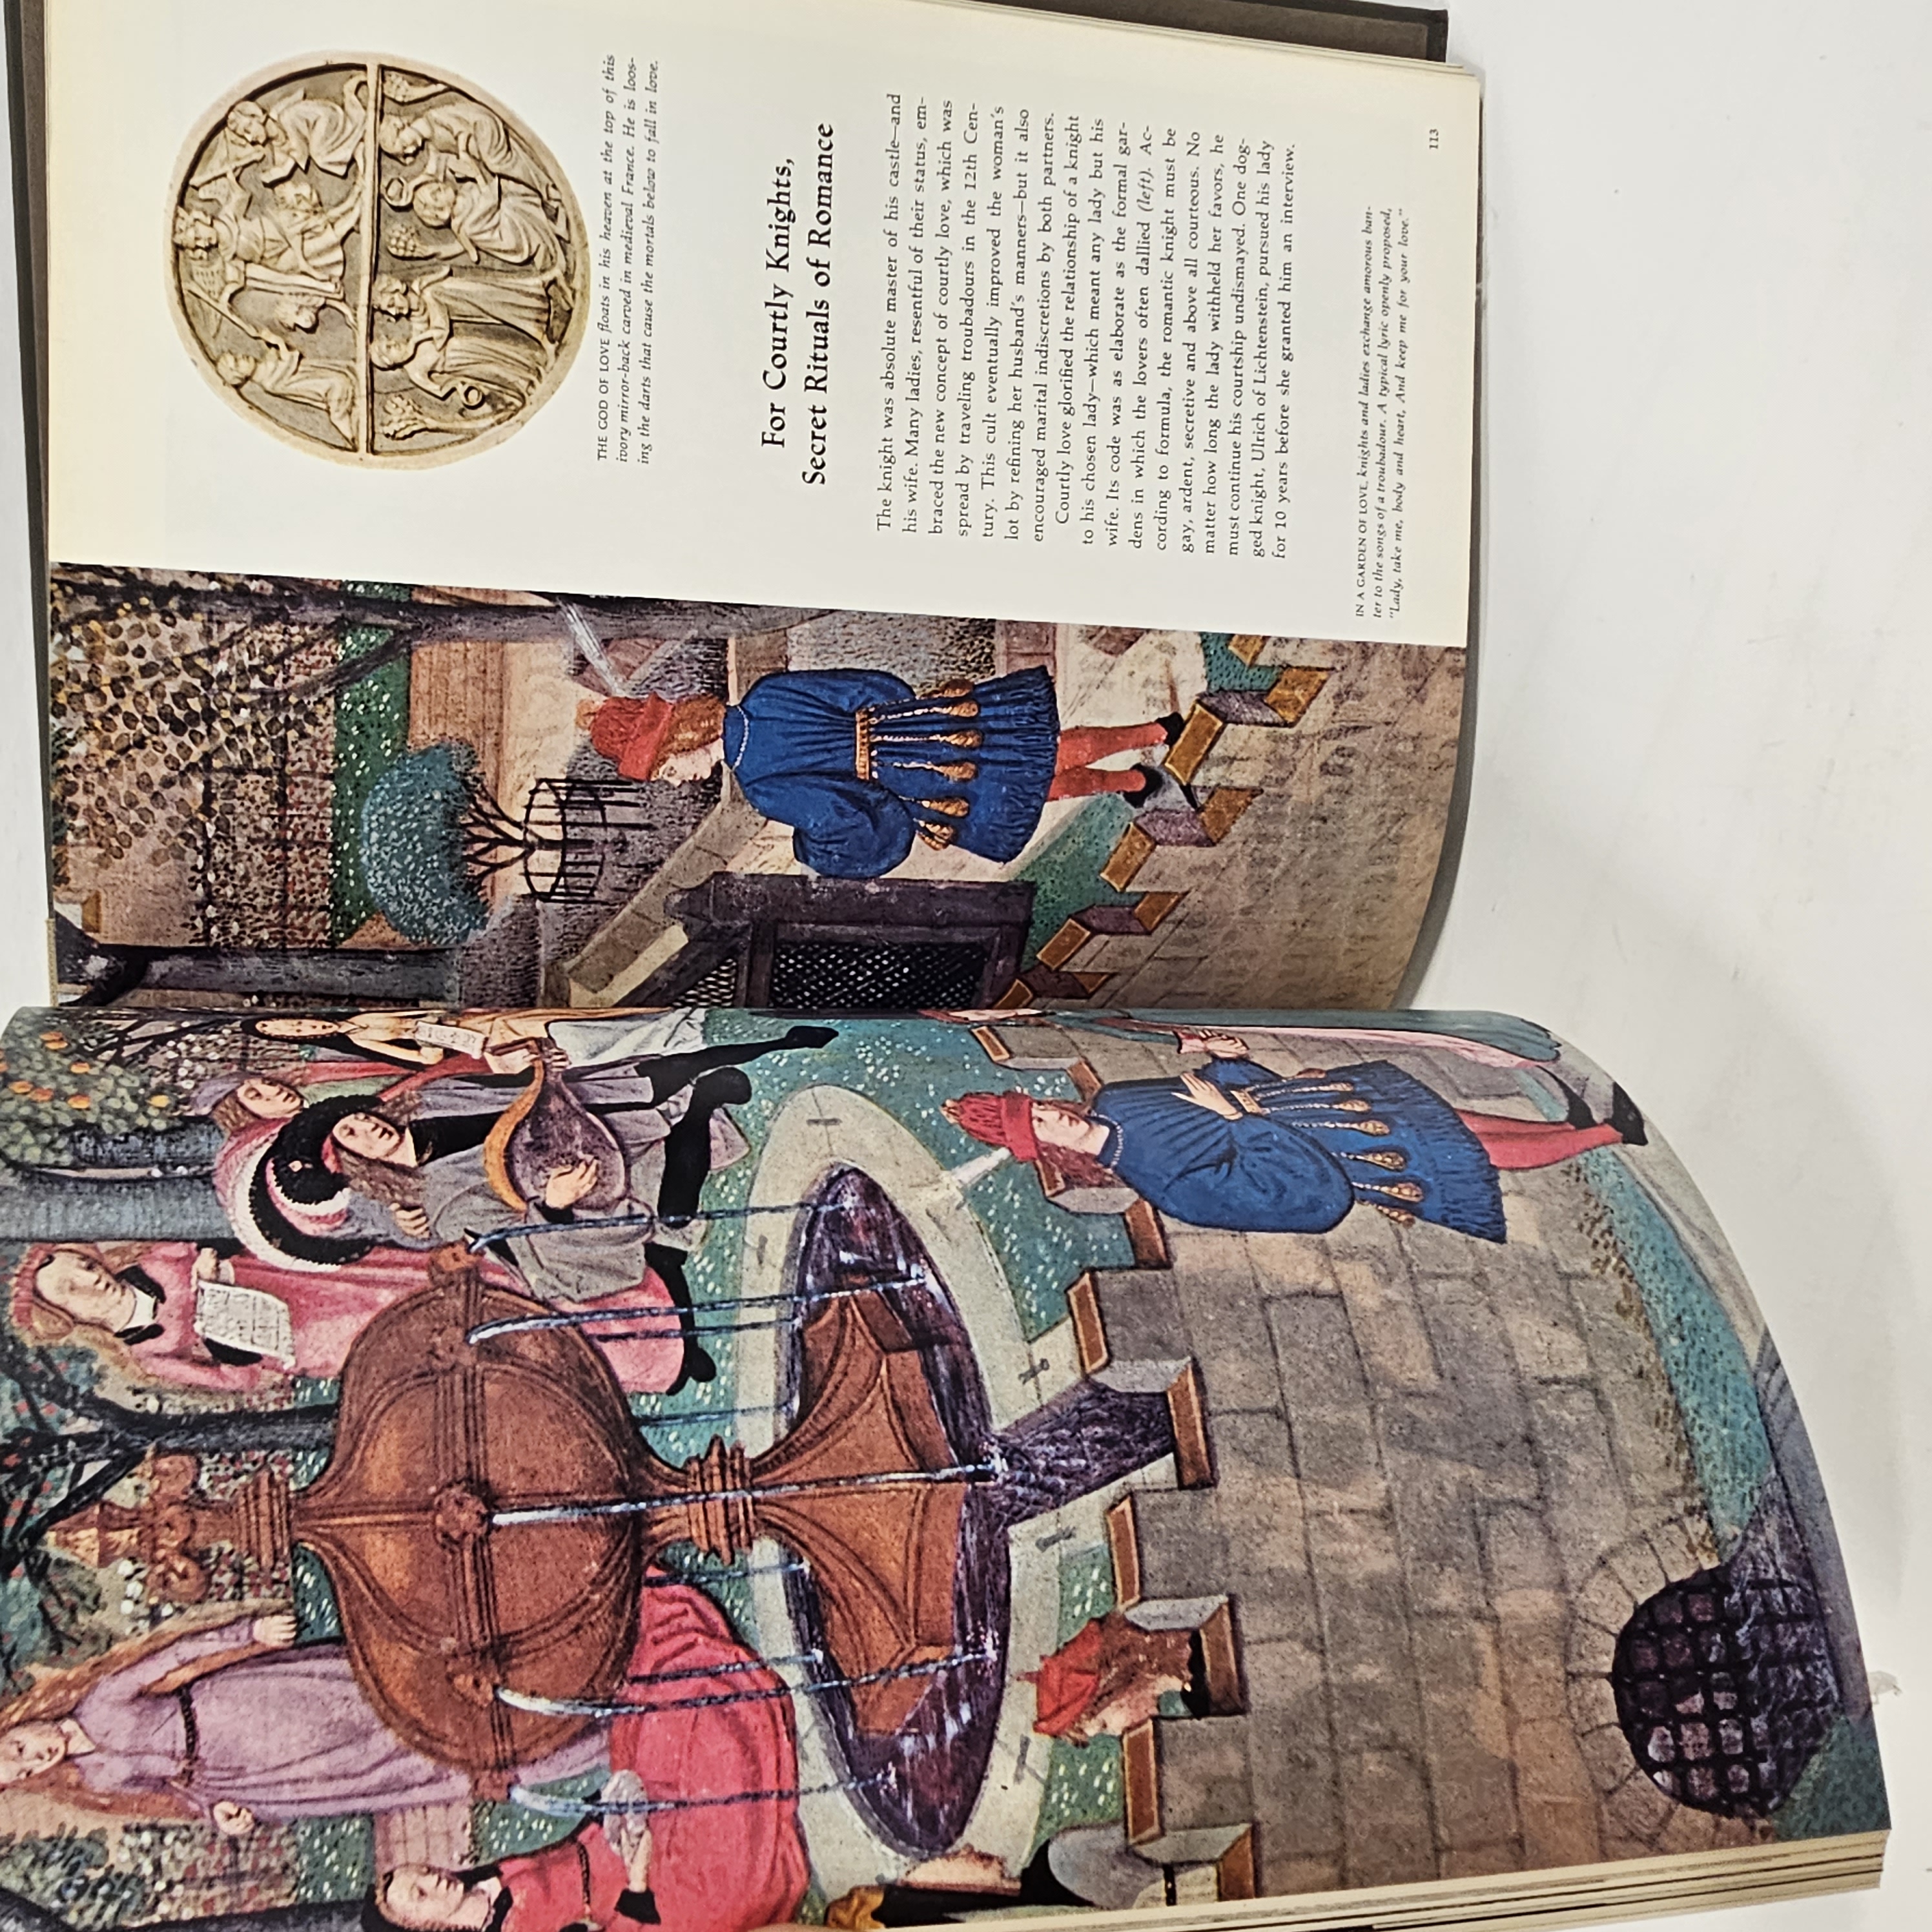 THE GOD OF LOVE floats in his heaven at the top of this
ivory mirror-back carved in medieval France. He is loos-
ing the darts that cause the mortals below to fall in love.
For Courtly Knights,
Secret Rituals of Romance
The knight was absolute master of his castle—and
his wife. Many ladies, resentful of their status, em-
braced the new concept of courtly love, which was
spread by traveling troubadours in the 12th Cen-
tury. This cult eventually improved the woman's
lot by refining her husband's manners—but it also
encouraged marital indiscretions by both partners.
Courtly love glorified the relationship of a knight
to his chosen lady—which meant any lady but his
wife. Its code was as elaborate as the formal gar-
dens in which the lovers often dallied (left). Ac-
cording to formula, the romantic knight must be
gay, ardent, secretive and above all courteous. No
matter how long the lady withheld her favors, he
must continue his courtship undismayed. One dog-
ged knight, Ulrich of Lichtenstein, pursued his lady
for 10 years before she granted him an interview.
IN A GARDEN OF LOVE, knights and ladies exchange amorous ban-
ter to the songs of a troubadour. A typical lyric openly proposed,
"Lady, take me, body and heart, And keep me for your love."
113